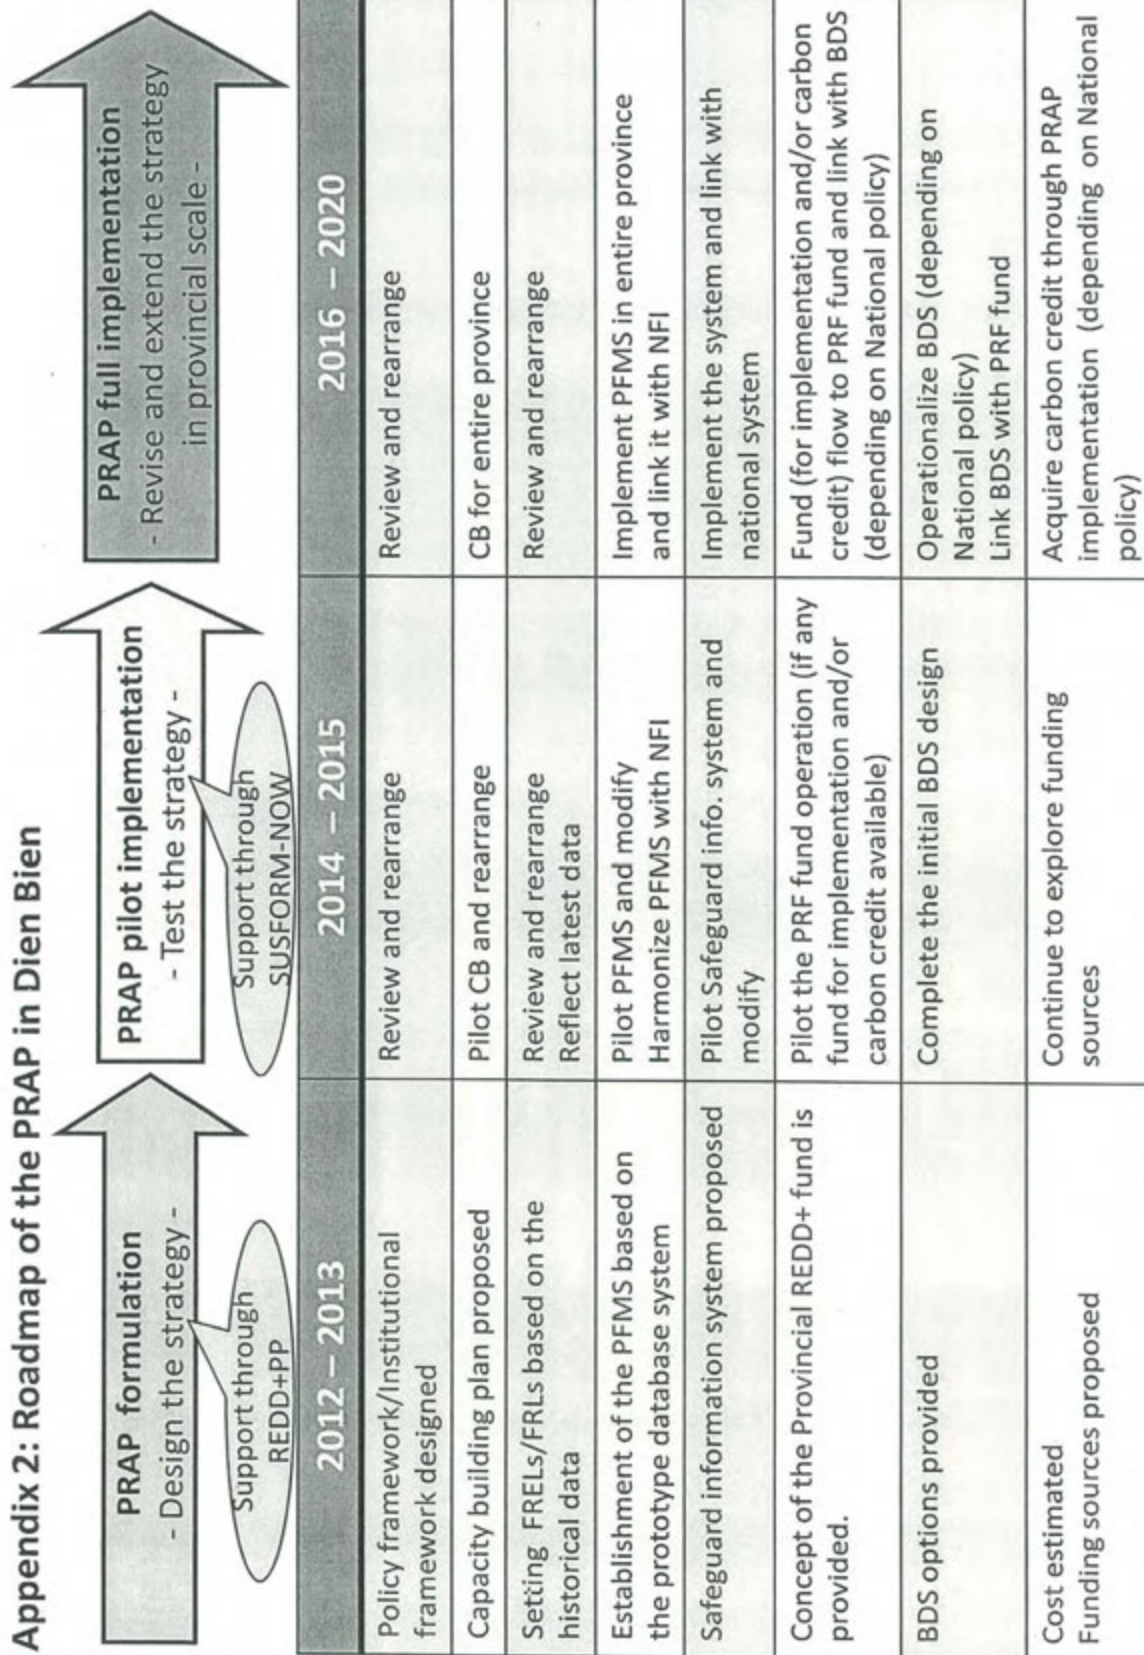 Appendix 2: Roadmap of the PRAP in Dien Bien
PRAP formulation
- Design the strategy -
Support through
REDD+PP
PRAP pilot implementation
- Test the strategy -
Support through
SUSFORM-NOW
PRAP full implementation
- Revise and extend the strategy
in provincial scale -
2012 – 2013
2014 – 2015
2016 – 2020
Policy framework/Institutional
framework designed
Review and rearrange
Review and rearrange
Capacity building plan proposed
Pilot CB and rearrange
CB for entire province
Setting FRELs/FRLs based on the
historical data
Review and rearrange
Reflect latest data
Review and rearrange
Establishment of the PFMS based on
the prototype database system
Pilot PFMS and modify
Harmonize PFMS with NFI
Implement PFMS in entire province
and link it with NFI
Safeguard information system proposed
Pilot Safeguard info. system and
modify
Implement the system and link with
national system
Concept of the Provincial REDD+ fund is
provided.
Pilot the PRF fund operation (if any
fund for implementation and/or
carbon credit available)
Fund (for implementation and/or carbon
credit) flow to PRF fund and link with BDS
(depending on National policy)
BDS options provided
Complete the initial BDS design
Operationalize BDS (depending on
National policy)
Link BDS with PRF fund
Cost estimated
Funding sources proposed
Continue to explore funding
sources
Acquire carbon credit through PRAP
implementation (depending on National
policy)